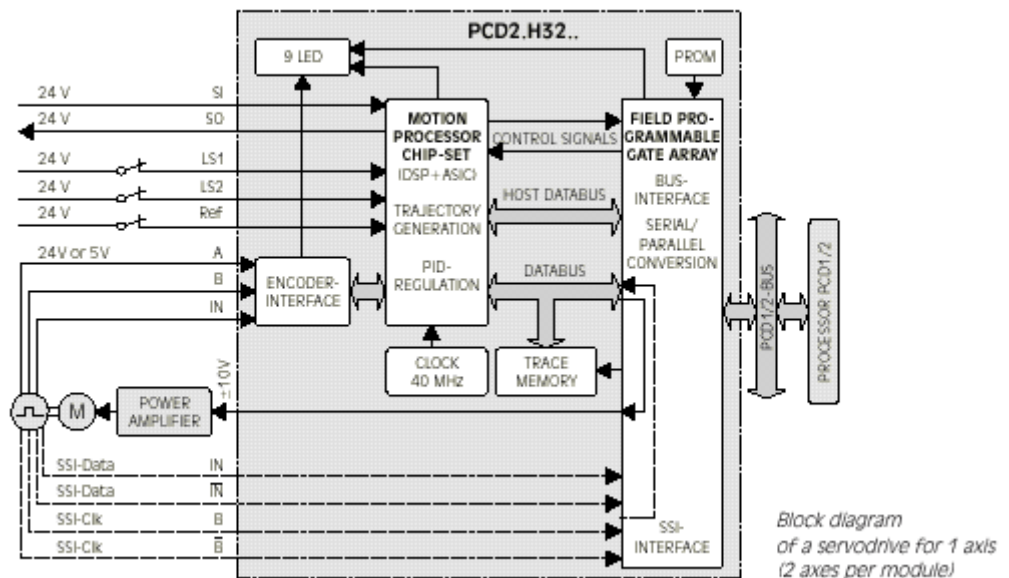 PCD2.H32..
9 LED
PROM
24 V SI
24 V SO
24 V LS1
24 V LS2
24 V Ref
24V or 5V A
B
IN
MOTION
PROCESSOR
CHIP-SET
(DSP+ASIC)
TRAJECTORY
GENERATION
PID-
REGULATION
CONTROL SIGNALS
HOST DATABUS
DATABUS
FIELD PRO-
GRAMMABLE
GATE ARRAY
BUS-
INTERFACE
SERIAL/
PARALLEL
CONVERSION
ENCODER-
INTERFACE
CLOCK
40 MHz
TRACE
MEMORY
PCD1/2-BUS
PROCESSOR PCD1/2
±10V
M
POWER
AMPLIFIER
SSI-Data IN
SSI-Data I̅N̅
SSI-Clk B
SSI-Clk B̅
SSI-
INTERFACE
Block diagram
of a servodrive for 1 axis
(2 axes per module)